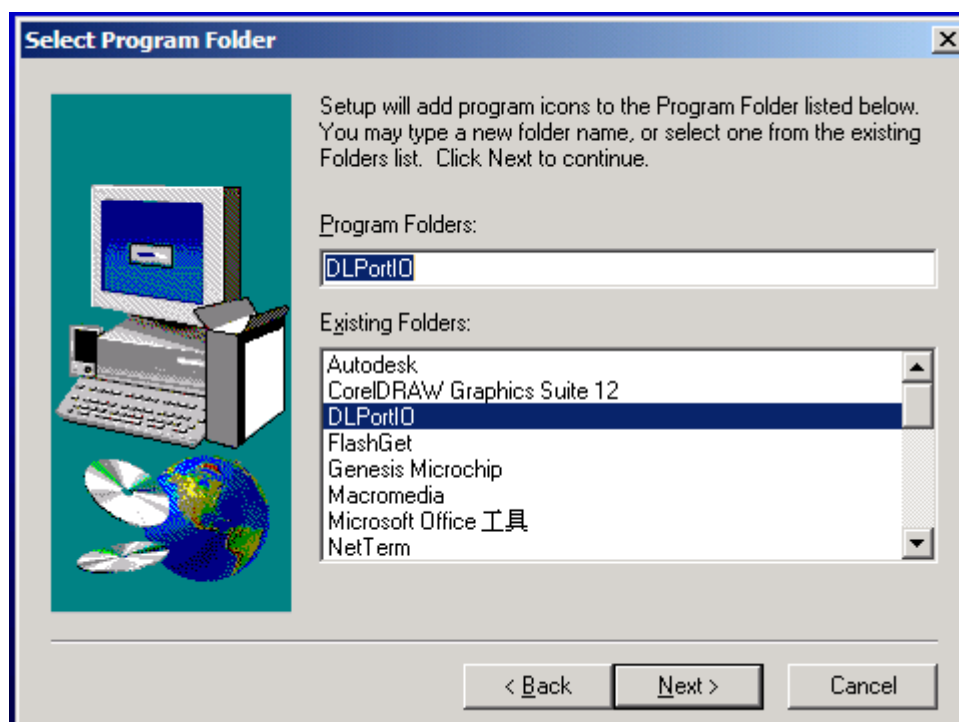 Select Program Folder
Setup will add program icons to the Program Folder listed below.
You may type a new folder name, or select one from the existing
Folders list.  Click Next to continue.
Program Folders:
DLPortIO
Existing Folders:
Autodesk
CorelDRAW Graphics Suite 12
DLPortIO
FlashGet
Genesis Microchip
Macromedia
Microsoft Office 工具
NetTerm
< Back
Next >
Cancel